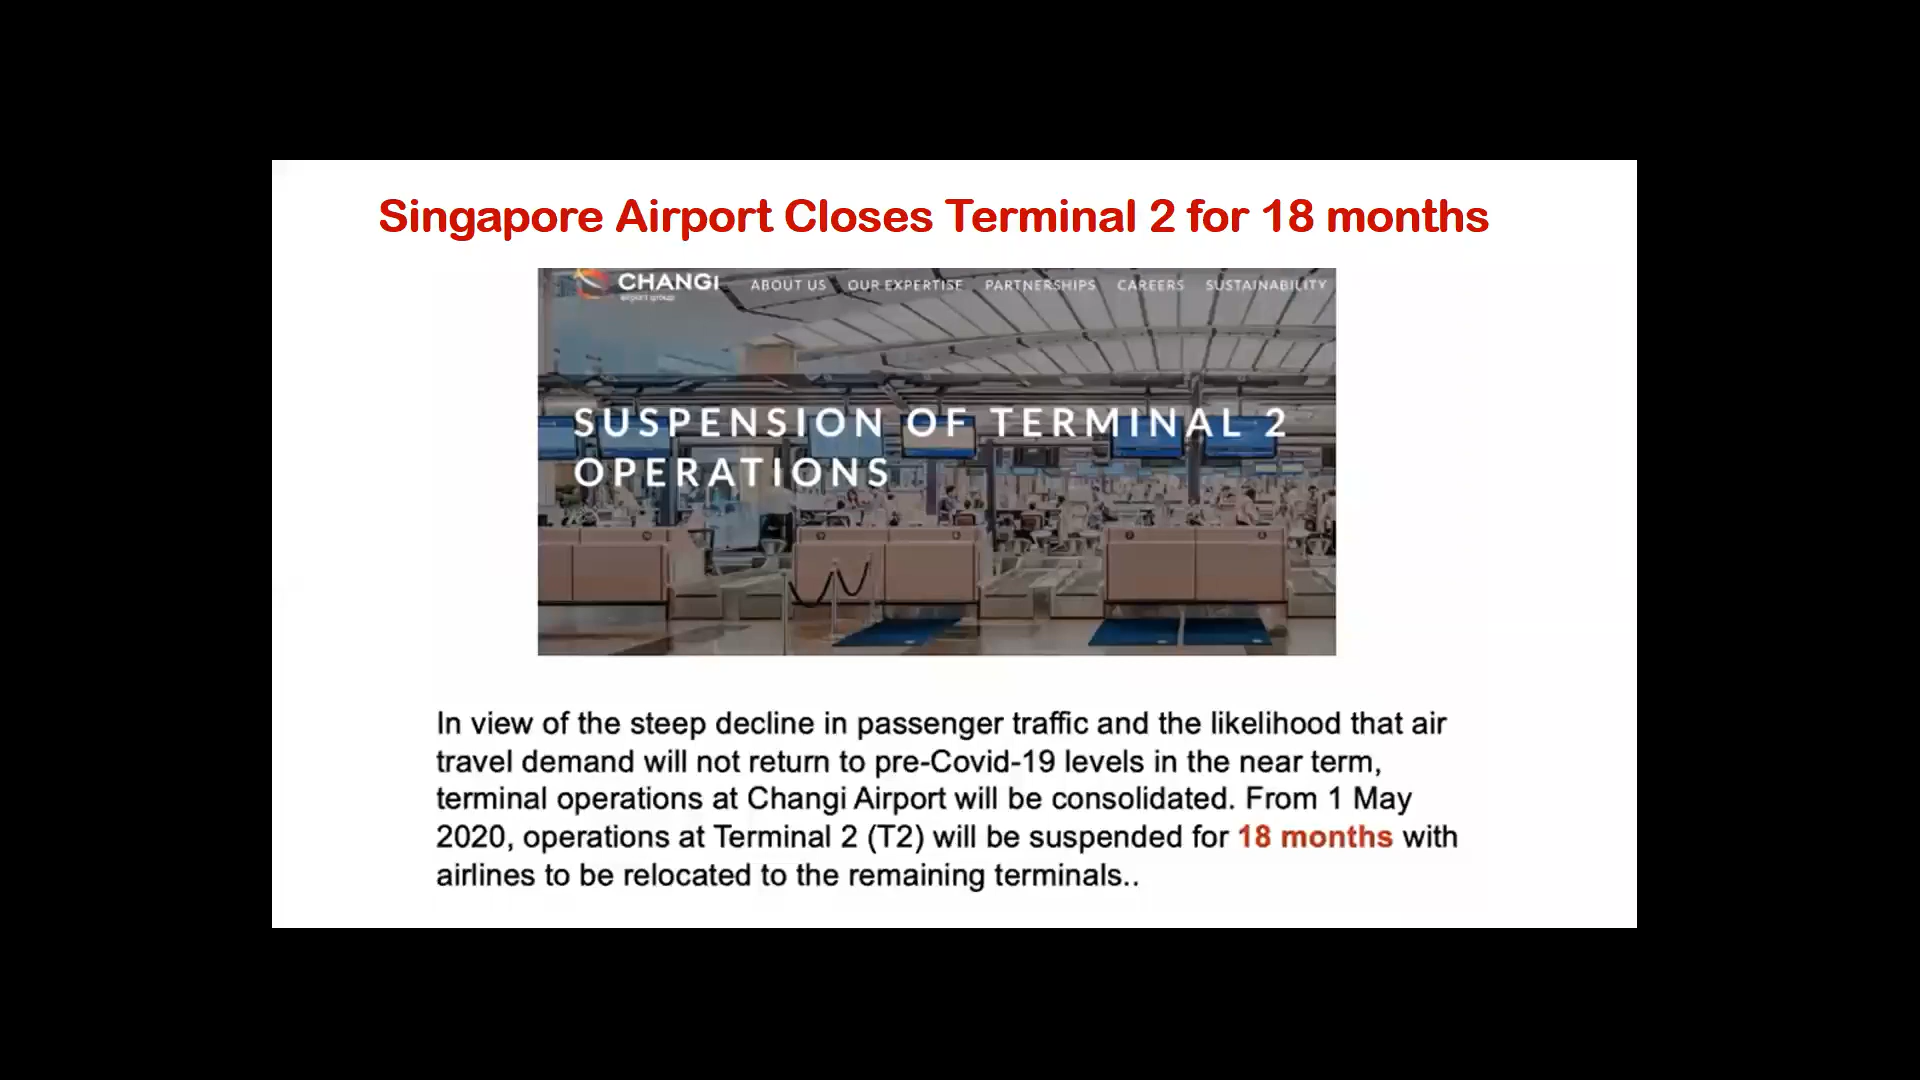 Singapore Airport Closes Terminal 2 for 18 months
CHANGI
airport group
ABOUT US OUR EXPERTISE PARTNERSHIPS CAREERS SUSTAINABILITY
SUSPENSION OF TERMINAL 2
OPERATIONS
In view of the steep decline in passenger traffic and the likelihood that air
travel demand will not return to pre-Covid-19 levels in the near term,
terminal operations at Changi Airport will be consolidated. From 1 May
2020, operations at Terminal 2 (T2) will be suspended for 18 months with
airlines to be relocated to the remaining terminals..